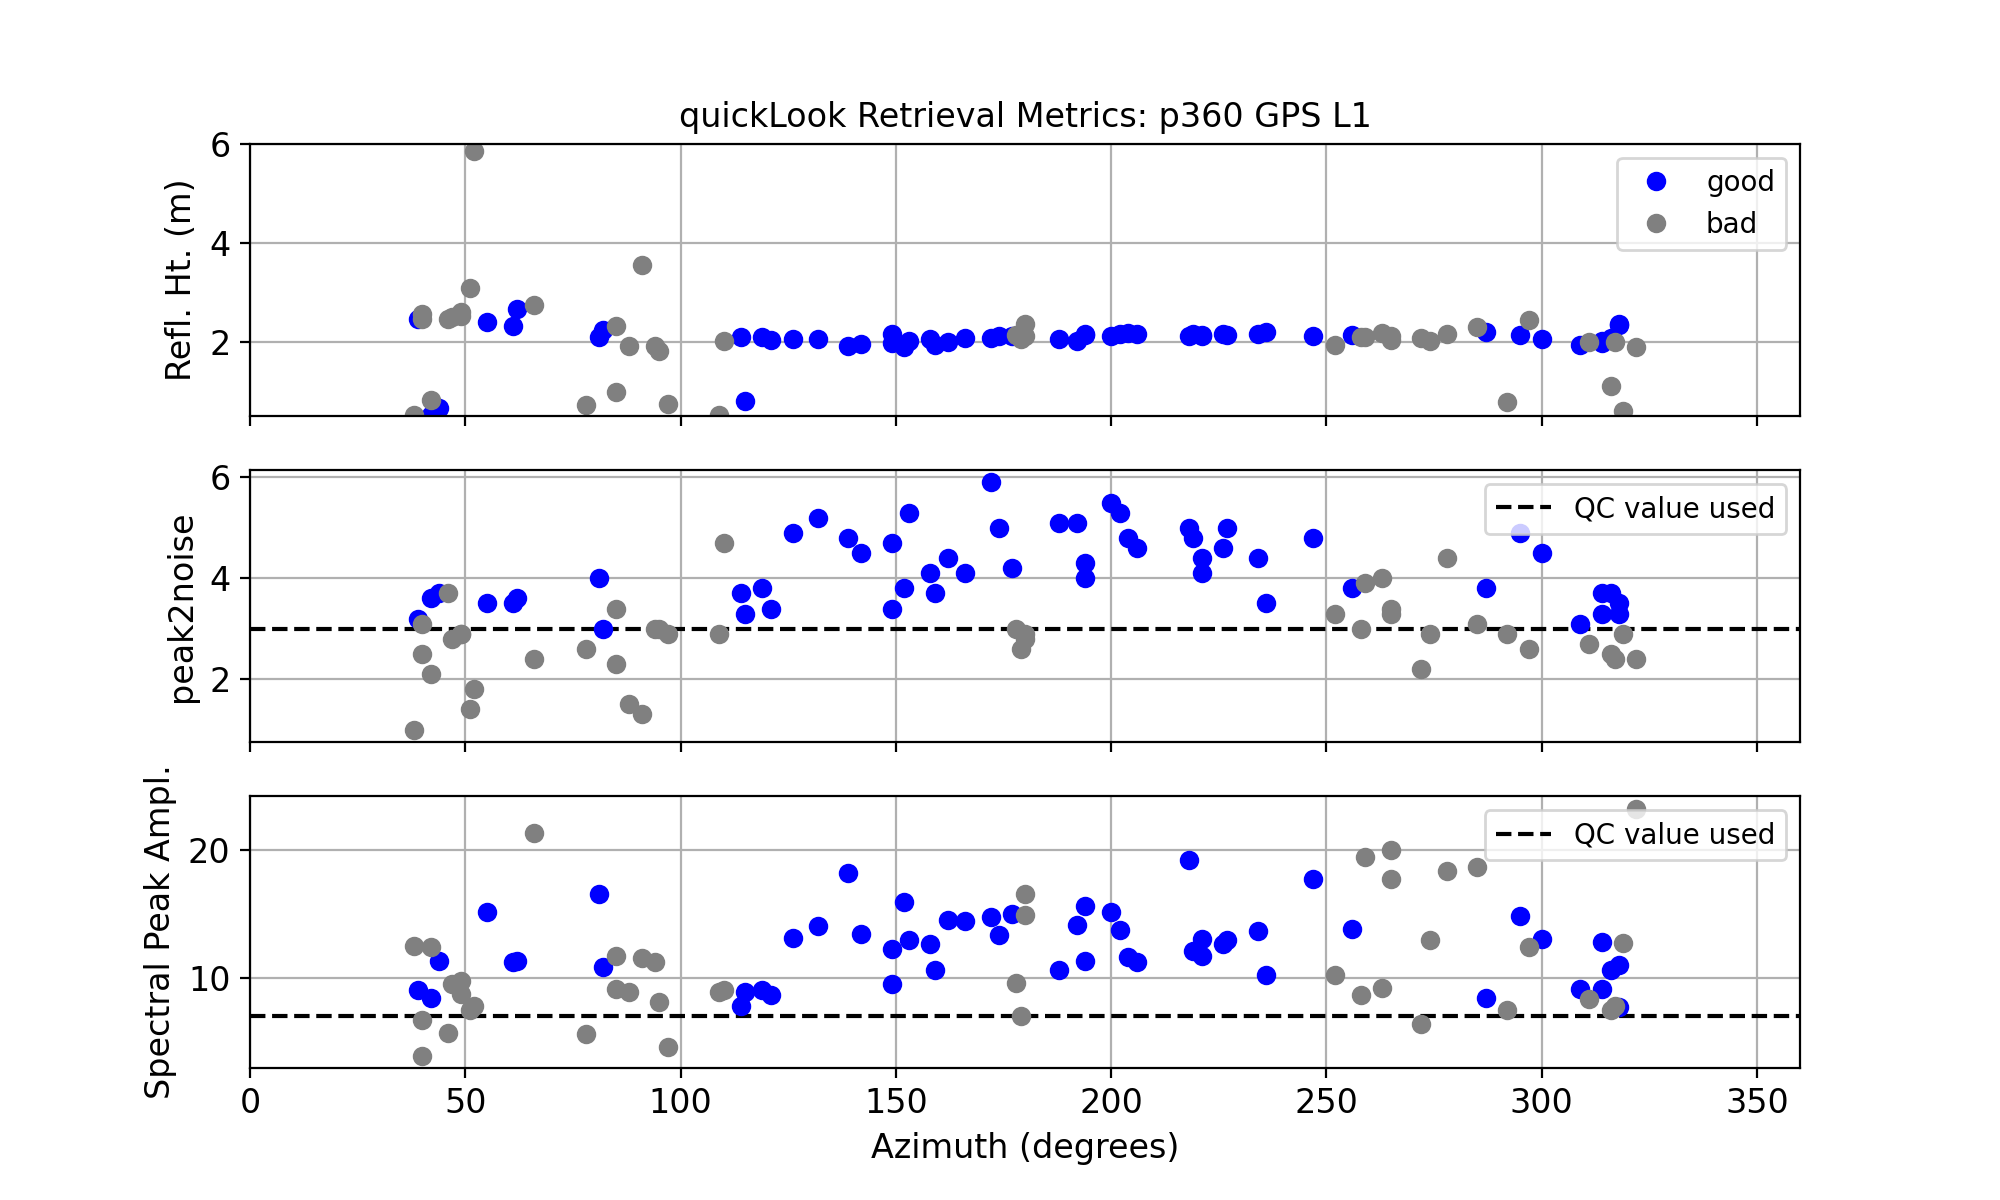 quickLook Retrieval Metrics: p360 GPS L1
Refl. Ht. (m)
6
4
2
good
bad
peak2noise
6
4
2
QC value used
Spectral Peak Ampl.
20
10
QC value used
0 50 100 150 200 250 300 350
Azimuth (degrees)